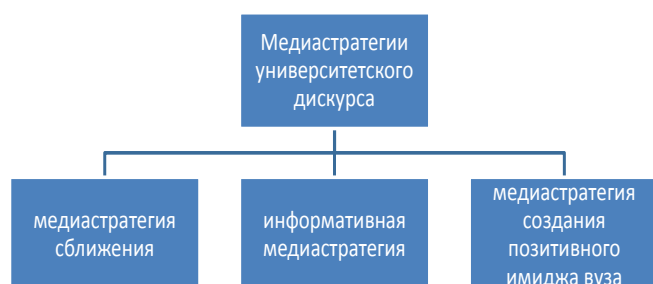 Медиастратегии
университетского
дискурса
медиастратегия
сближения
информативная
медиастратегия
медиастратегия
создания
позитивного
имиджа вуза